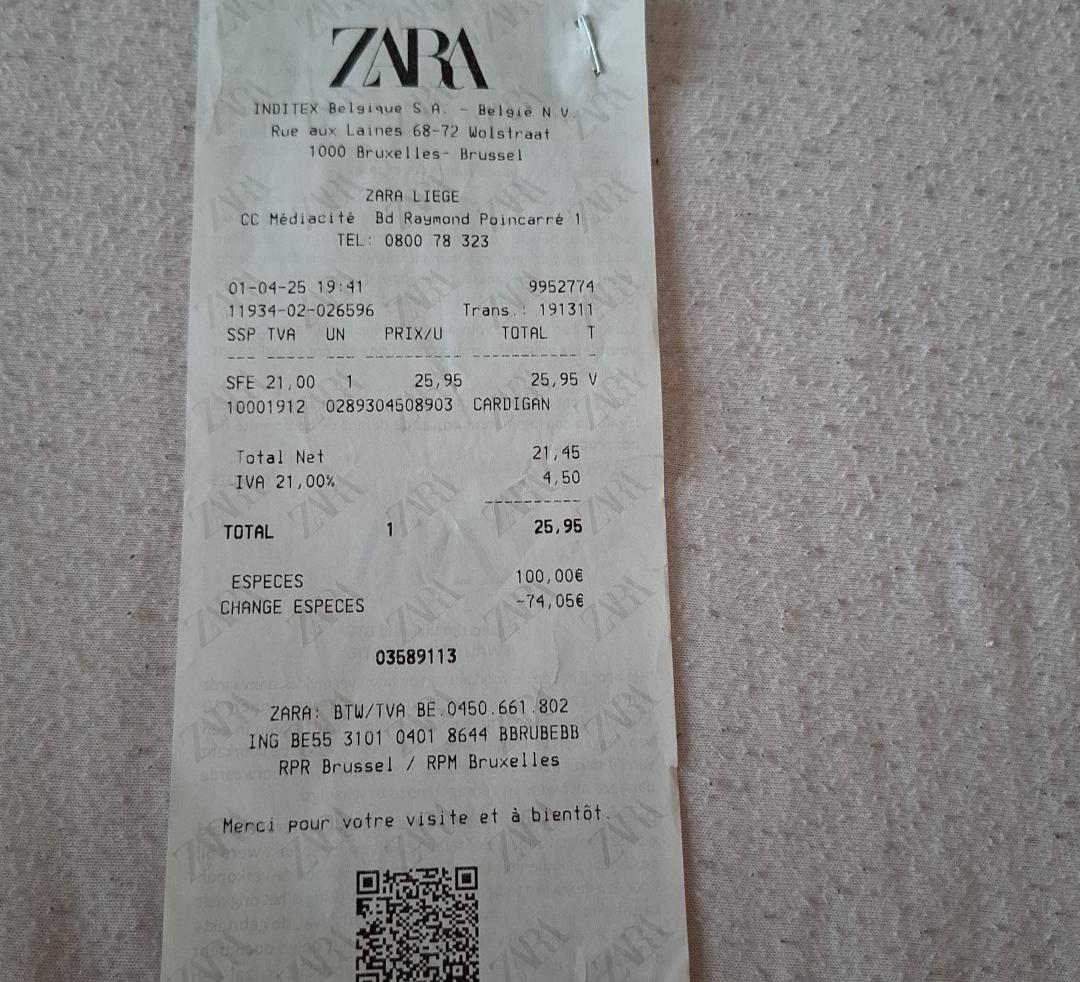 ZARA
INDITEX Belgique S.A. - België N.V.
Rue aux Laines 68-72 Wolstraat
1000 Bruxelles- Brussel
ZARA LIEGE
CC Médiacité Bd Raymond Poincarré 1
TEL: 0800 78 323
01-04-25 19:41 9952774
11934-02-026596 Trans.: 191311
SSP TVA UN PRIX/U TOTAL T
--- -------- --- ---------- ----------- -
SFE 21,00 1 25,95 25,95 V
10001912 0289304508903 CARDIGAN
Total Net 21,45
IVA 21,00% 4,50
----------
TOTAL 1 25,95
ESPECES 100,00€
CHANGE ESPECES -74,05€
03589113
ZARA: BTW/TVA BE.0450.661.802
ING BE55 3101 0401 8644 BBRUBEBB
RPR Brussel / RPM Bruxelles
Merci pour votre visite et à bientôt.